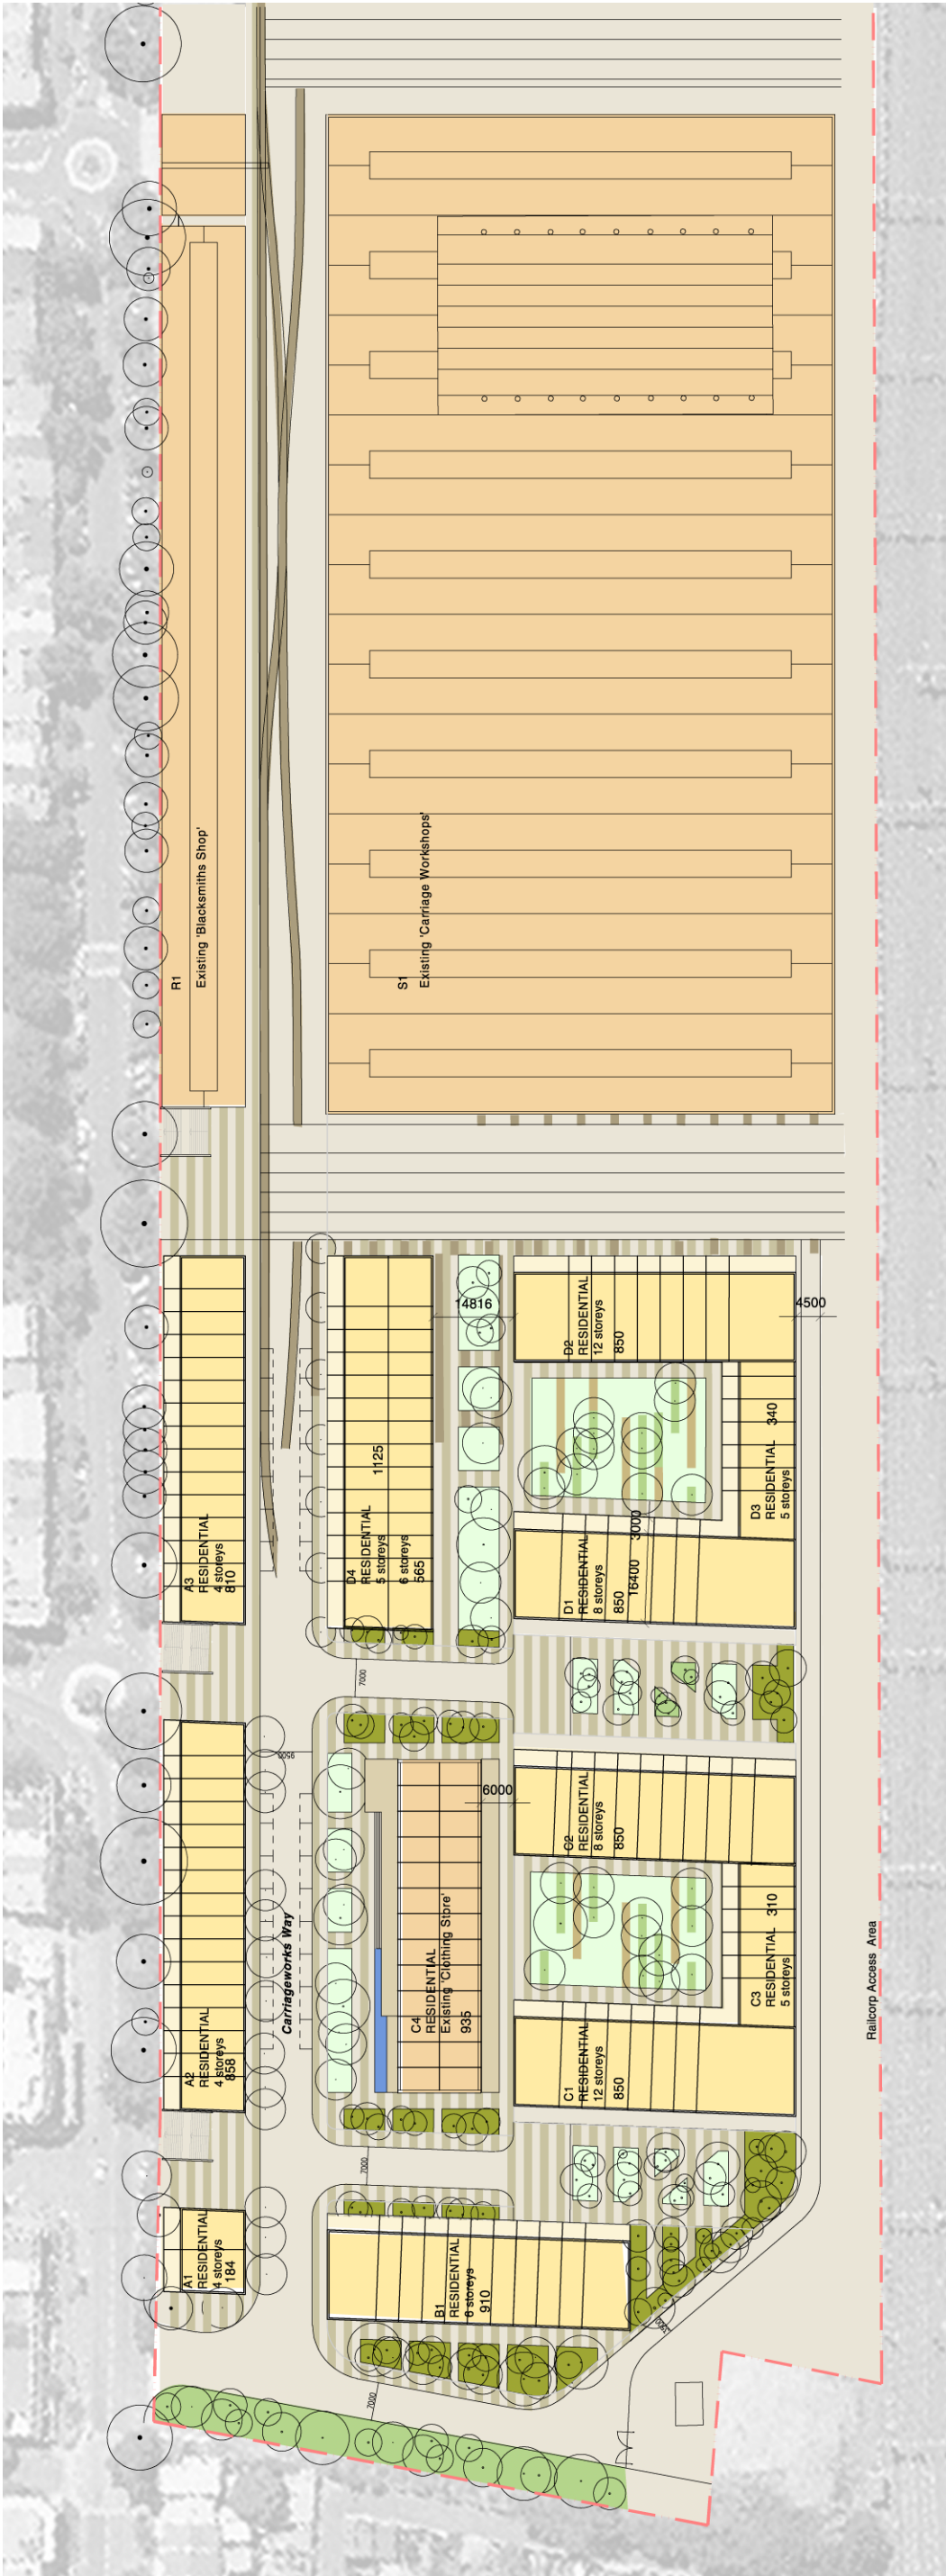 R1
Existing 'Blacksmiths Shop'
S1
Existing 'Carriage Workshops'
A3
RESIDENTIAL
4 storeys
810
D4
RESIDENTIAL
5 storeys
1125
6 storeys
565
14816
D2
RESIDENTIAL
12 storeys
850
4500
D3
RESIDENTIAL 340
5 storeys
D1
RESIDENTIAL
8 storeys
850
16400
3000
7000
A2
RESIDENTIAL
4 storeys
858
9500
Carriageworks Way
C4
RESIDENTIAL
Existing 'Clothing Store'
935
6000
C2
RESIDENTIAL
8 storeys
850
C3
RESIDENTIAL 310
5 storeys
C1
RESIDENTIAL
12 storeys
850
Railcorp Access Area
7000
A1
RESIDENTIAL
4 storeys
184
B1
RESIDENTIAL
8 storeys
910
7000